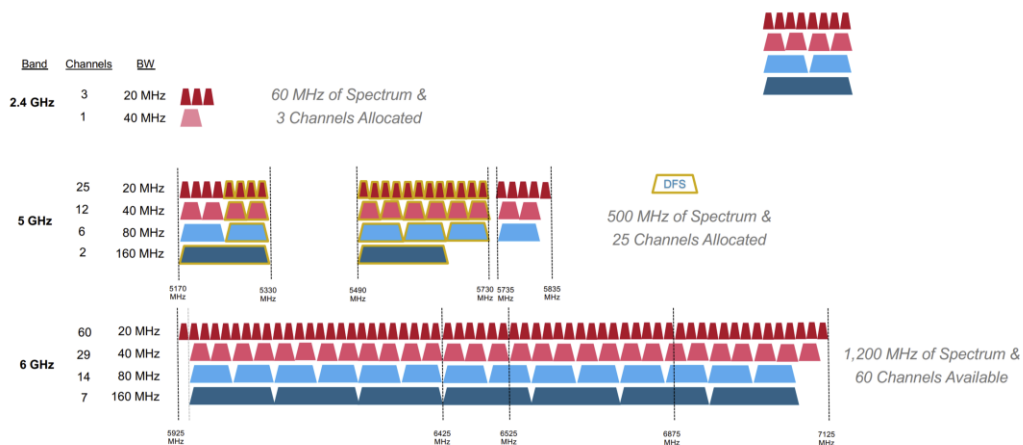 Band Channels BW
2.4 GHz
3 20 MHz
1 40 MHz
60 MHz of Spectrum &
3 Channels Allocated
5 GHz
25 20 MHz
12 40 MHz
6 80 MHz
2 160 MHz
DFS
500 MHz of Spectrum &
25 Channels Allocated
5170 5330 5490 5730 5735 5835
MHz MHz MHz MHz MHz MHz
6 GHz
60 20 MHz
29 40 MHz
14 80 MHz
7 160 MHz
1,200 MHz of Spectrum &
60 Channels Available
5925 6425 6525 6875 7125
MHz MHz MHz MHz MHz